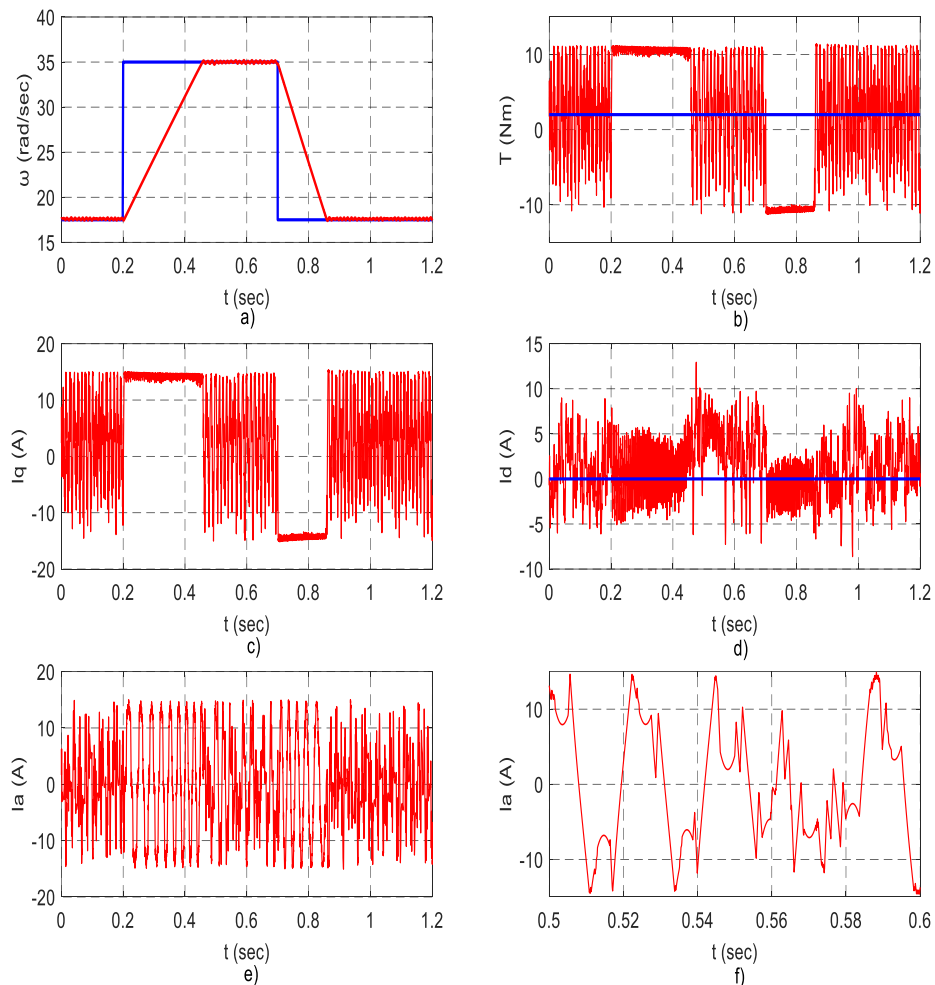 40
35
30
25
20
15
ω (rad/sec)
0 0.2 0.4 0.6 0.8 1 1.2
t (sec)
a)
10
0
-10
T (Nm)
0 0.2 0.4 0.6 0.8 1 1.2
t (sec)
b)
20
10
0
-10
-20
Iq (A)
0 0.2 0.4 0.6 0.8 1 1.2
t (sec)
c)
15
10
5
0
-5
-10
Id (A)
0 0.2 0.4 0.6 0.8 1 1.2
t (sec)
d)
20
10
0
-10
-20
Ia (A)
0 0.2 0.4 0.6 0.8 1 1.2
t (sec)
e)
10
0
-10
Ia (A)
0.5 0.52 0.54 0.56 0.58 0.6
t (sec)
f)